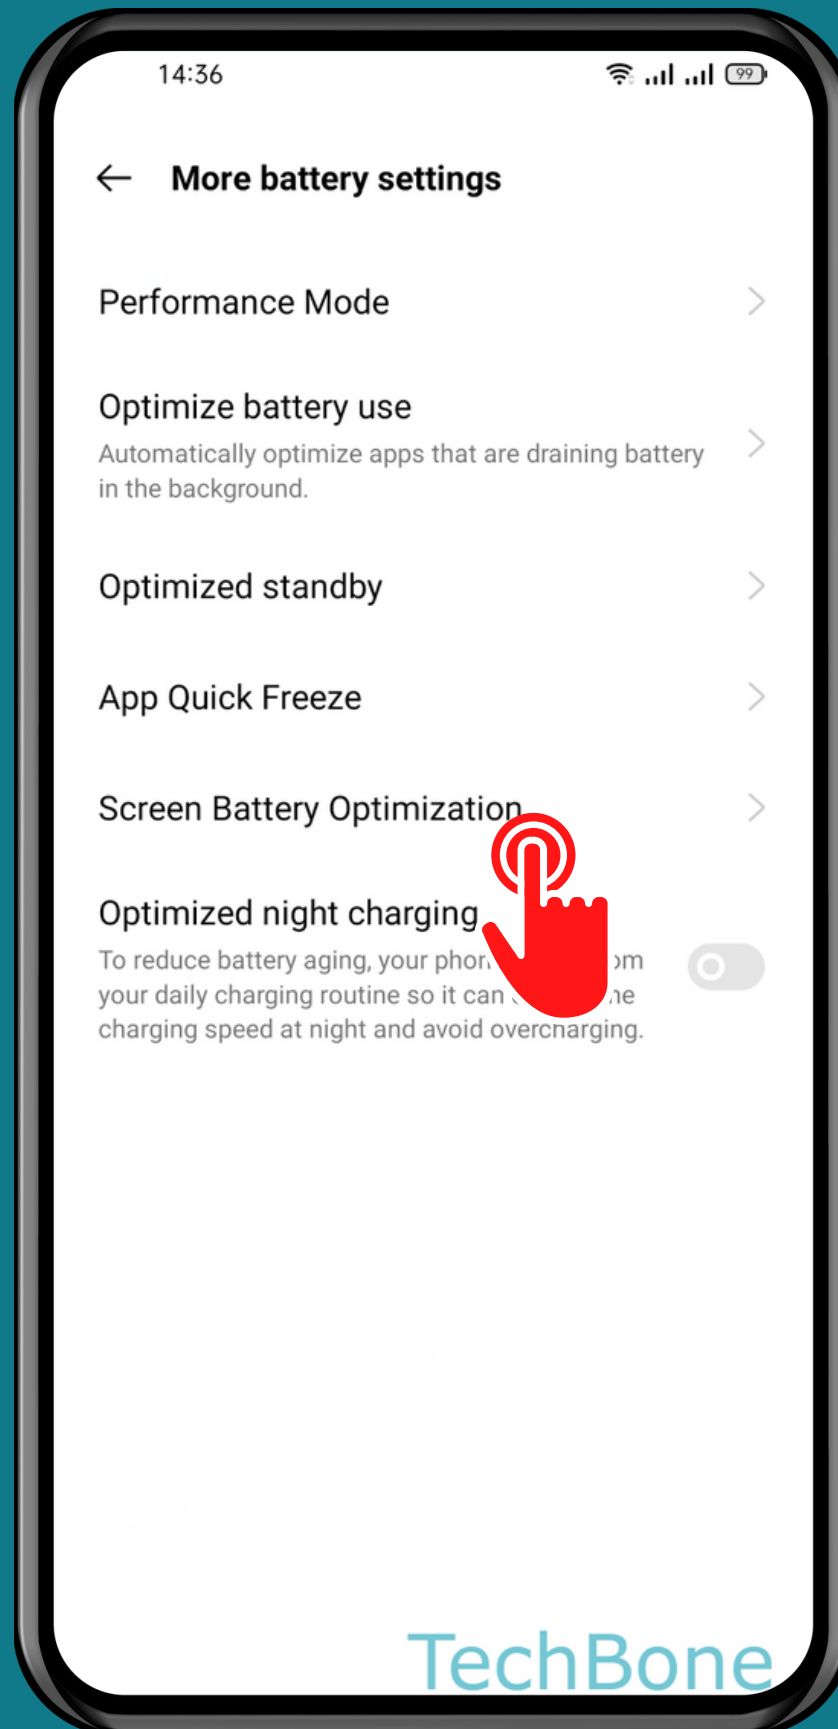 14:36
99
More battery settings
Performance Mode
Optimize battery use
Automatically optimize apps that are draining battery
in the background.
Optimized standby
App Quick Freeze
Screen Battery Optimization
Optimized night charging
To reduce battery aging, your
your daily charging routine so it can
charging speed at night and avoid overcharging.
TechBone